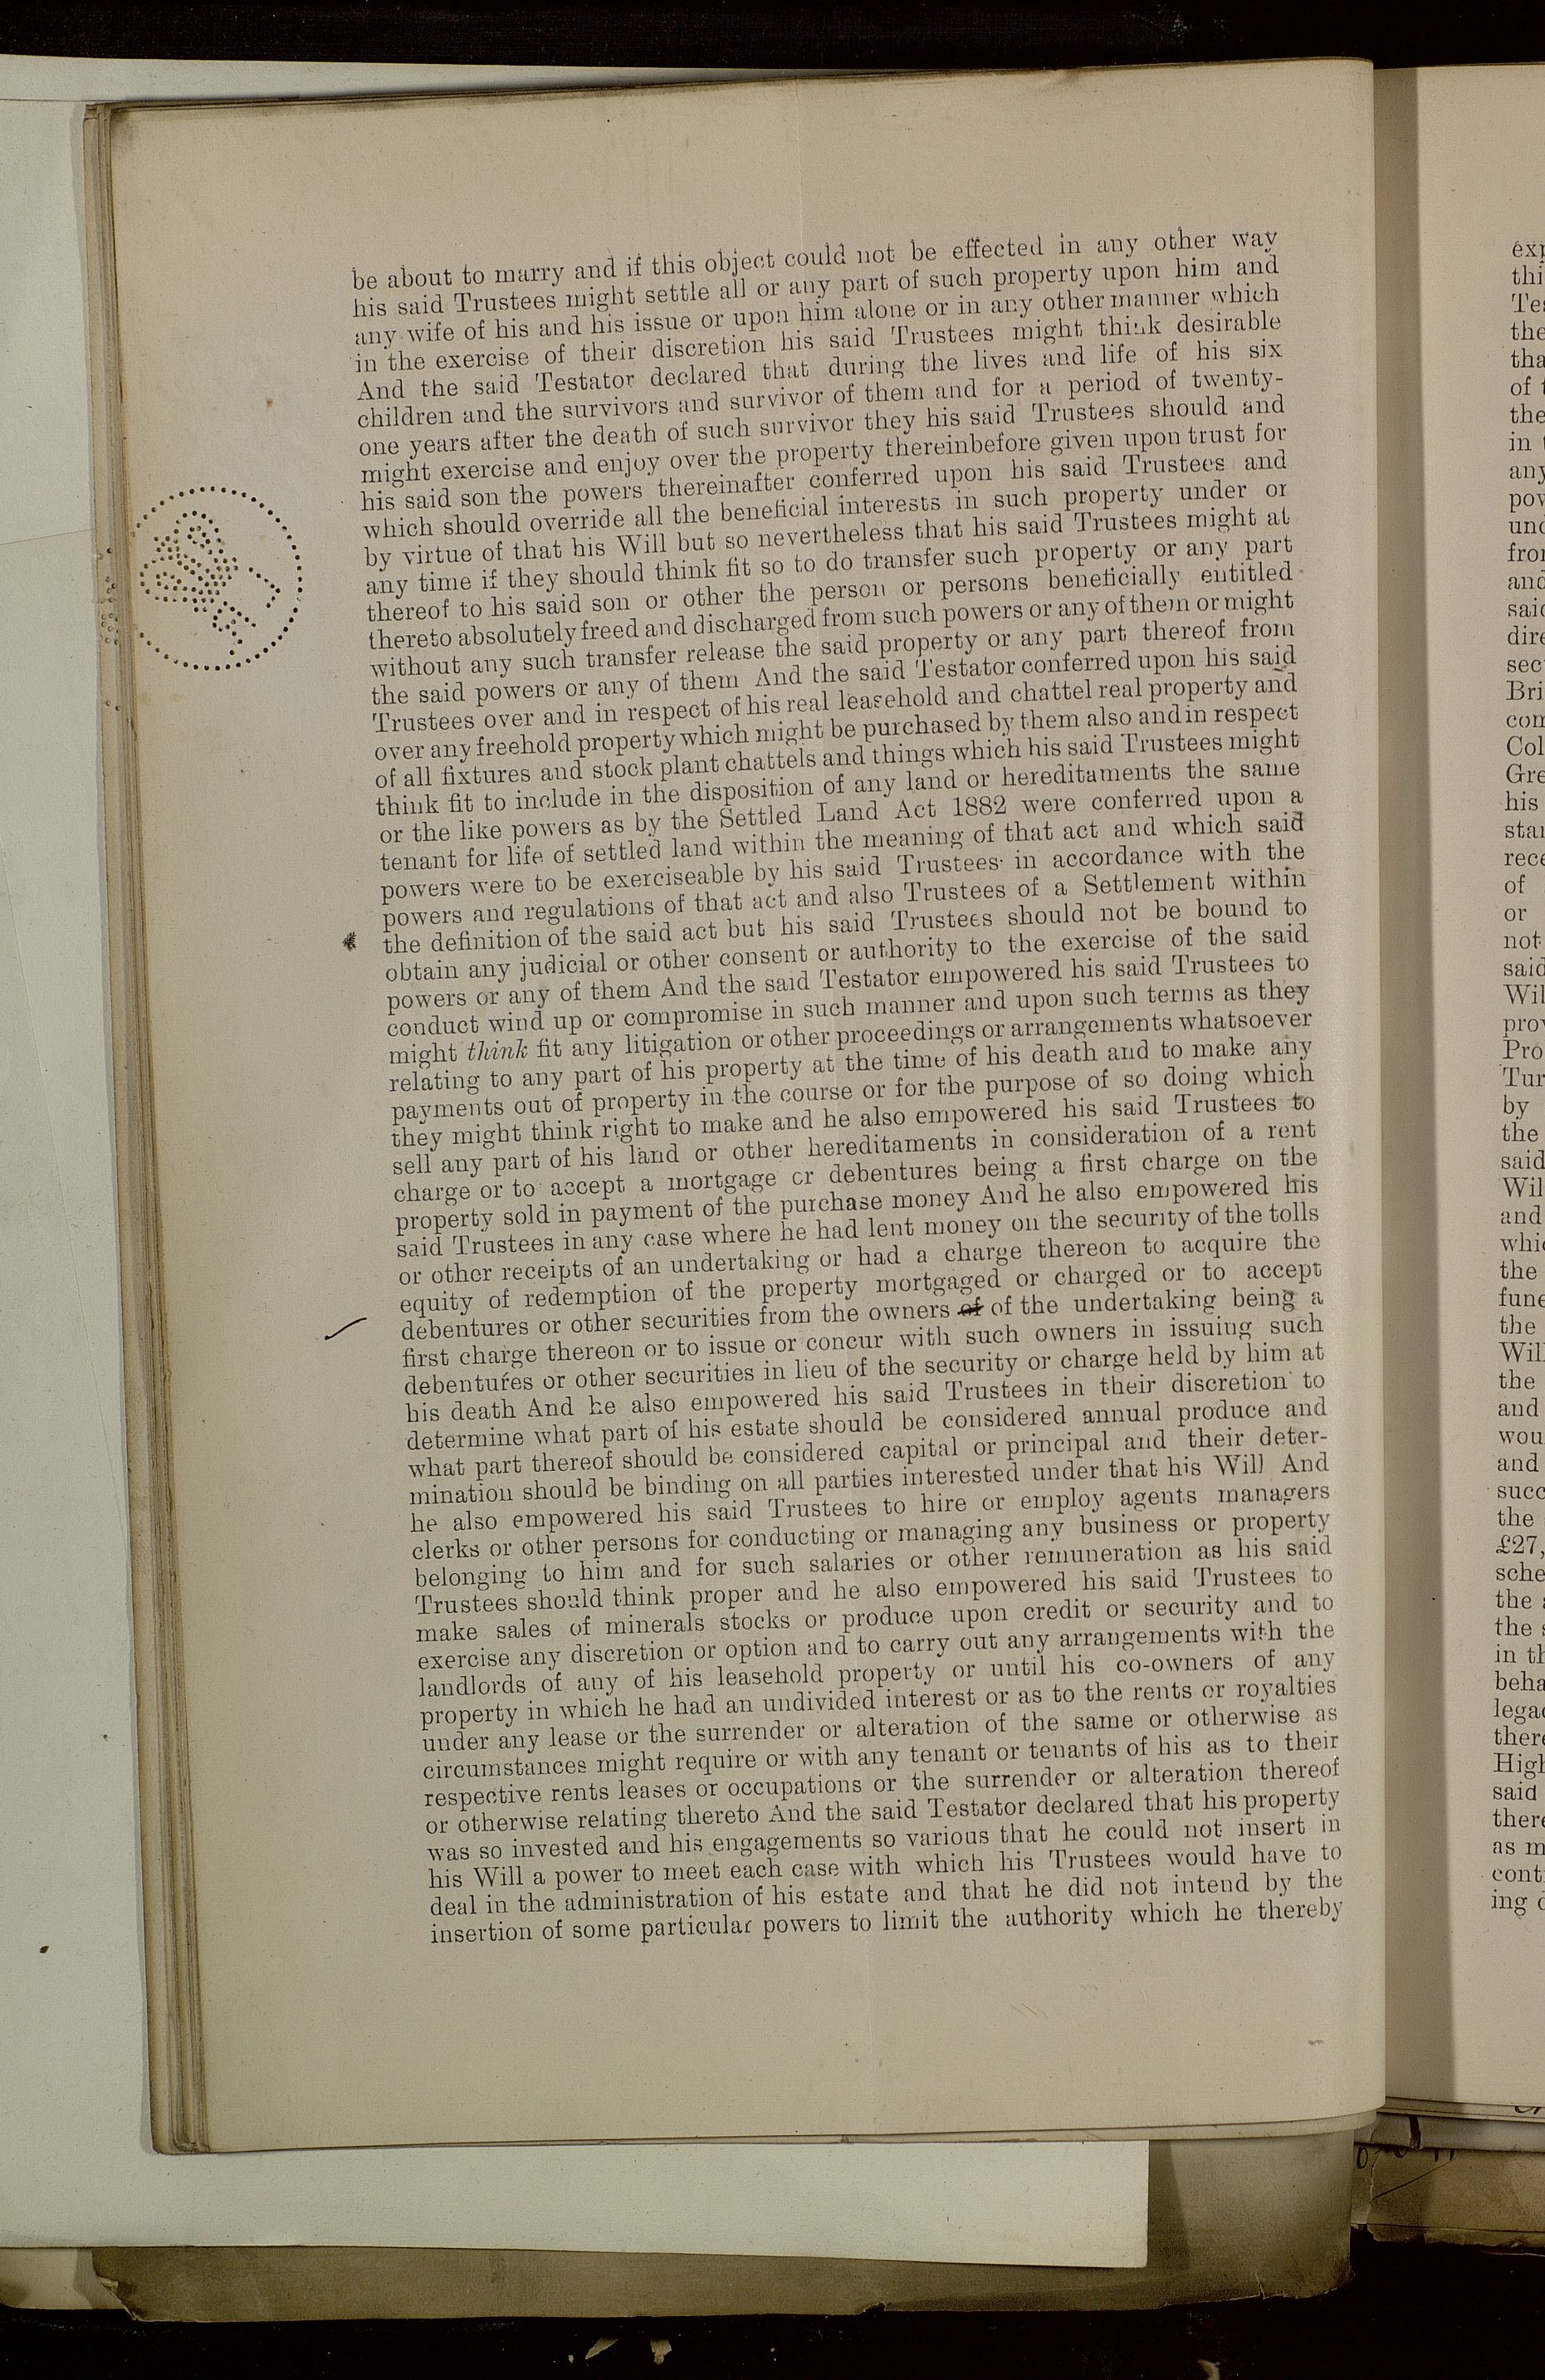 be about to marry and if this object could not be effected in any other way
his said Trustees might settle all or any part of such property upon him and
any wife of his and his issue or upon him alone or in any other manner which
in the exercise of their discretion his said Trustees might think desirable
And the said Testator declared that during the lives and life of his six
children and the survivors and survivor of them and for a period of twenty-
one years after the death of such survivor they his said Trustees should and
might exercise and enjoy over the property thereinbefore given upon trust for
his said son the powers thereinafter conferred upon his said Trustees and
which should override all the beneficial interests in such property under or
by virtue of that his Will but so nevertheless that his said Trustees might at
any time if they should think fit so to do transfer such property or any part
thereof to his said son or other the person or persons beneficially entitled
thereto absolutely freed and discharged from such powers or any of them or might
without any such transfer release the said property or any part thereof from
the said powers or any of them And the said Testator conferred upon his said
Trustees over and in respect of his real leasehold and chattel real property and
over any freehold property which might be purchased by them also and in respect
of all fixtures and stock plant chattels and things which his said Trustees might
think fit to include in the disposition of any land or hereditaments the same
or the like powers as by the Settled Land Act 1882 were conferred upon a
tenant for life of settled land within the meaning of that act and which said
powers were to be exerciseable by his said Trustees in accordance with the
powers and regulations of that act and also Trustees of a Settlement within
the definition of the said act but his said Trustees should not be bound to
obtain any judicial or other consent or authority to the exercise of the said
powers or any of them And the said Testator empowered his said Trustees to
conduct wind up or compromise in such manner and upon such terms as they
might think fit any litigation or other proceedings or arrangements whatsoever
relating to any part of his property at the time of his death and to make any
payments out of property in the course or for the purpose of so doing which
they might think right to make and he also empowered his said Trustees to
sell any part of his land or other hereditaments in consideration of a rent
charge or to accept a mortgage or debentures being a first charge on the
property sold in payment of the purchase money And he also empowered his
said Trustees in any case where he had lent money on the security of the tolls
or other receipts of an undertaking or had a charge thereon to acquire the
equity of redemption of the property mortgaged or charged or to accept
debentures or other securities from the owners of of the undertaking being a
first charge thereon or to issue or concur with such owners in issuing such
debentures or other securities in lieu of the security or charge held by him at
his death And he also empowered his said Trustees in their discretion to
determine what part of his estate should be considered annual produce and
what part thereof should be considered capital or principal and their deter-
mination should be binding on all parties interested under that his Will And
he also empowered his said Trustees to hire or employ agents managers
clerks or other persons for conducting or managing any business or property
belonging to him and for such salaries or other remuneration as his said
Trustees should think proper and he also empowered his said Trustees to
make sales of minerals stocks or produce upon credit or security and to
exercise any discretion or option and to carry out any arrangements with the
landlords of any of his leasehold property or until his co-owners of any
property in which he had an undivided interest or as to the rents or royalties
under any lease or the surrender or alteration of the same or otherwise as
circumstances might require or with any tenant or tenants of his as to their
respective rents leases or occupations or the surrender or alteration thereof
or otherwise relating thereto And the said Testator declared that his property
was so invested and his engagements so various that he could not insert in
his Will a power to meet each case with which his Trustees would have to
deal in the administration of his estate and that he did not intend by the
insertion of some particular powers to limit the authority which he thereby